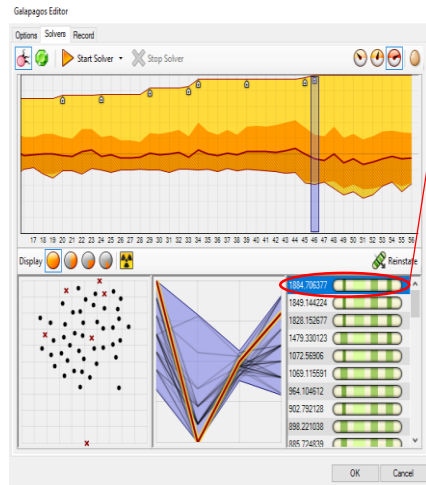 Galapagos Editor
Options Solvers Record
Start Solver Stop Solver
17 18 19 20 21 22 23 24 25 26 27 28 29 30 31 32 33 34 35 36 37 38 39 40 41 42 43 44 45 46 47 48 49 50 51 52 53 54 55 56
Display Reinstate
1884.706377
1849.144224
1828.152677
1479.330123
1072.56906
1069.115591
964.104612
902.792128
898.221038
885.724839
OK Cancel